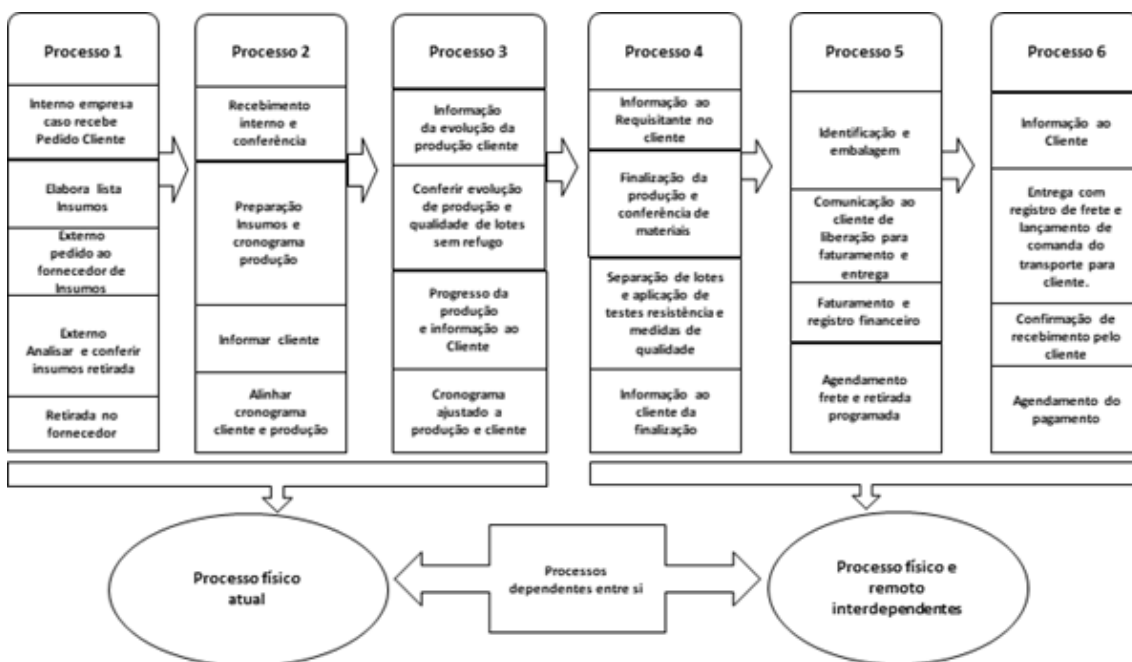 Processo 1
Interno empresa
caso recebe
Pedido Cliente
Elabora lista
Insumos
Externo
pedido ao
fornecedor de
Insumos
Externo
Analisar e conferir
insumos retirada
Retirada no
fornecedor
Processo 2
Recebimento
interno e
conferência
Preparação
Insumos e
cronograma
produção
Informar cliente
Alinhar
cronograma
cliente e produção
Processo 3
Informação
da evolução da
produção cliente
Conferir evolução
de produção e
qualidade de lotes
sem refugo
Progresso da
produção
e informação ao
Cliente
Cronograma
ajustado a
produção e cliente
Processo 4
Informação ao
Requisitante no
cliente
Finalização da
produção e
conferência de
materiais
Separação de lotes
e aplicação de
testes resistência e
medidas de
qualidade
Informação ao
cliente da
finalização
Processo 5
Identificação e
embalagem
Comunicação ao
cliente de
liberação para
faturamento e
entrega
Faturamento e
registro financeiro
Agendamento
frete e retirada
programada
Processo 6
Informação ao
Cliente
Entrega com
registro de frete e
lançamento de
comanda do
transporte para
cliente.
Confirmação de
recebimento pelo
cliente
Agendamento do
pagamento
Processo físico
atual
Processos
dependentes entre si
Processo físico e
remoto
interdependentes